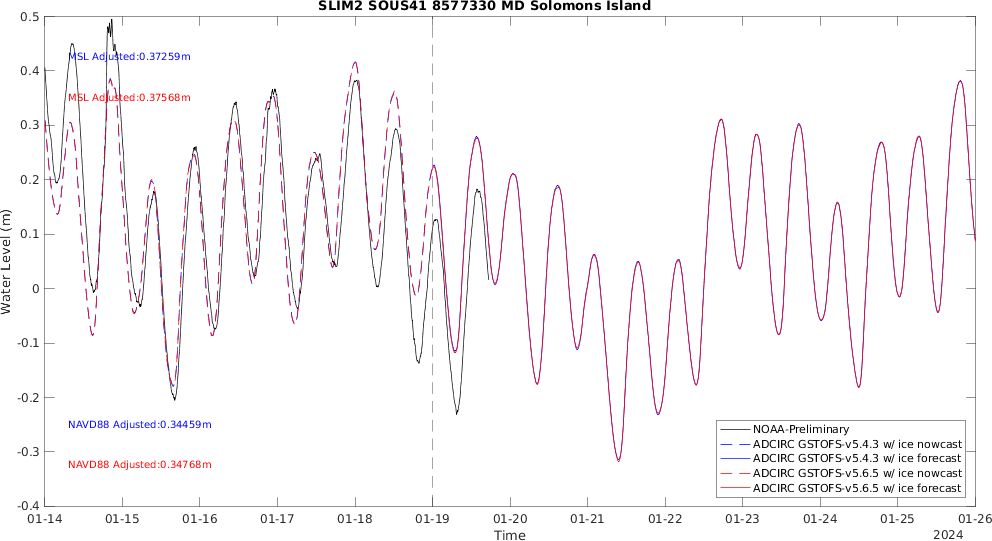 SLIM2 SOUS41 8577330 MD Solomons Island
0.5
0.4
0.3
0.2
0.1
0
-0.1
-0.2
-0.3
-0.4
Water Level (m)
MSL Adjusted:0.37259m
MSL Adjusted:0.37568m
NAVD88 Adjusted:0.34459m
NAVD88 Adjusted:0.34768m
NOAA-Preliminary
ADCIRC GSTOFS-v5.4.3 w/ ice nowcast
ADCIRC GSTOFS-v5.4.3 w/ ice forecast
ADCIRC GSTOFS-v5.6.5 w/ ice nowcast
ADCIRC GSTOFS-v5.6.5 w/ ice forecast
01-14 01-15 01-16 01-17 01-18 01-19 01-20 01-21 01-22 01-23 01-24 01-25 01-26
Time
2024